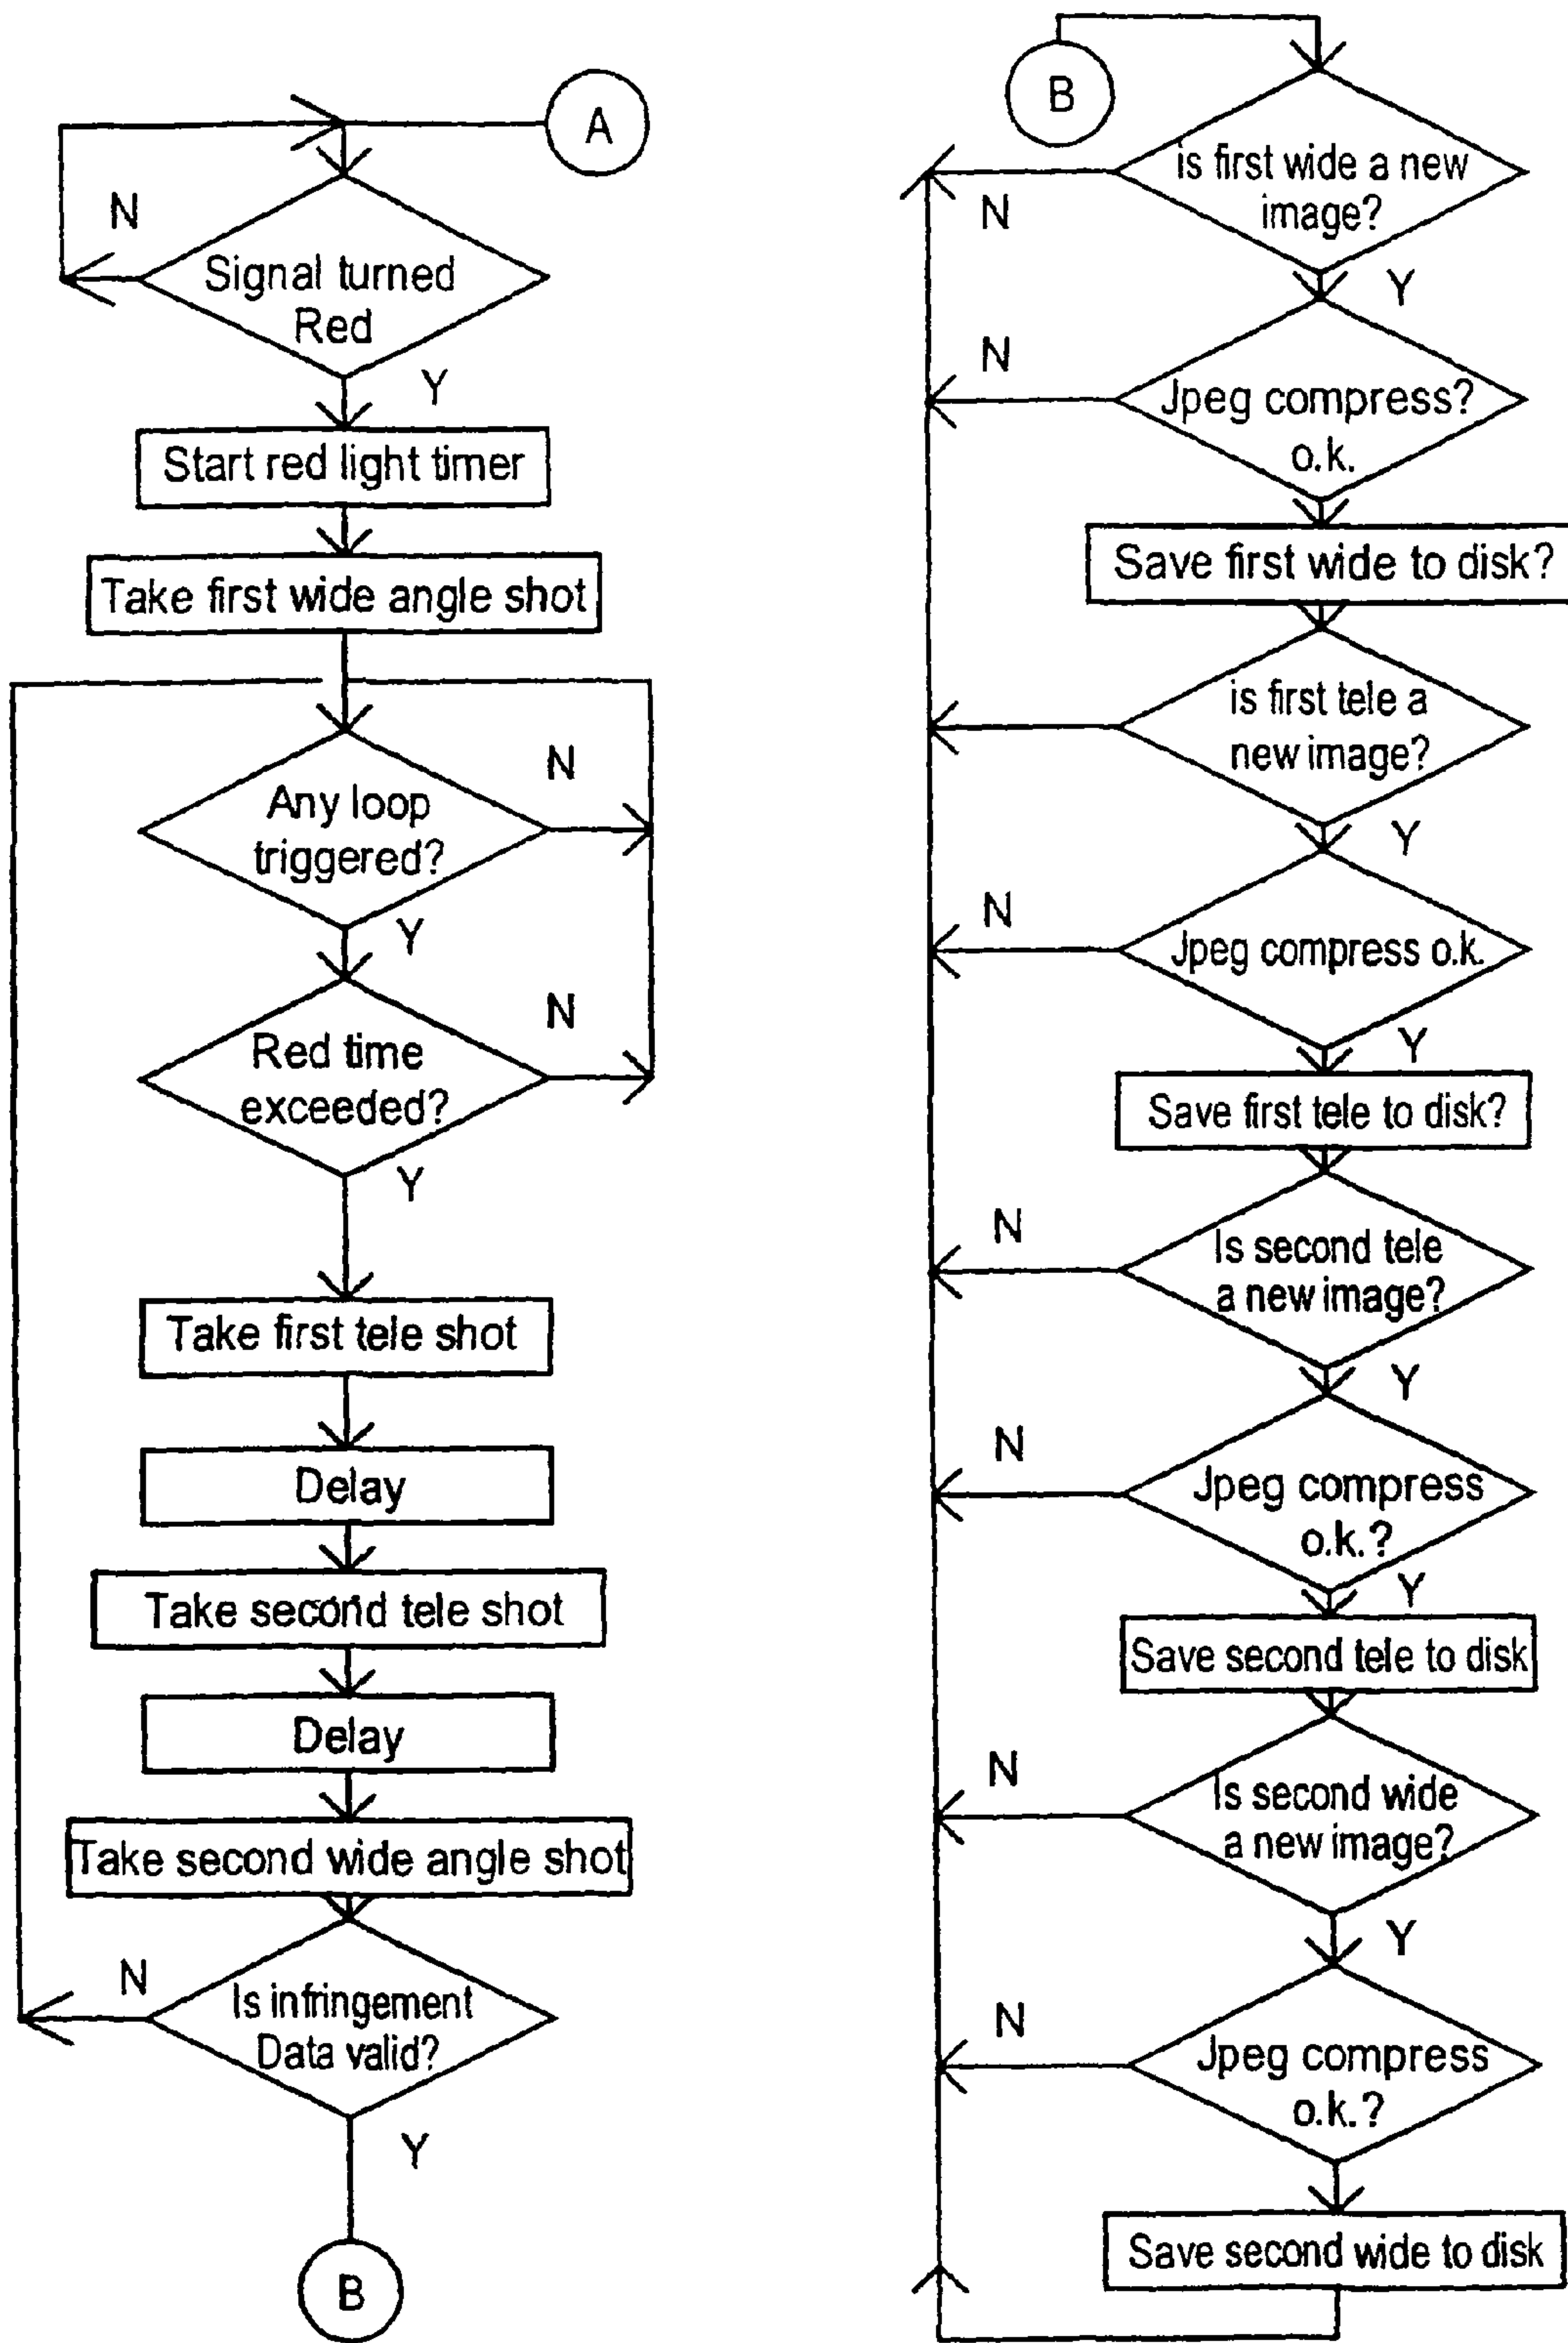 A
N
Signal turned
Red
Y
Start red light timer
Take first wide angle shot
N
Any loop
triggered?
Y
N
Red time
exceeded?
Y
Take first tele shot
Delay
Take second tele shot
Delay
Take second wide angle shot
N
Is infringement
Data valid?
Y
B
B
is first wide a new
image?
N
Y
N
Jpeg compress?
o.k.
Save first wide to disk?
is first tele a
new image?
Y
N
Jpeg compress o.k.
Y
Save first tele to disk?
N
Is second tele
a new image?
Y
N
Jpeg compress
o.k.?
Y
Save second tele to disk
N
Is second wide
a new image?
Y
N
Jpeg compress
o.k.?
Save second wide to disk